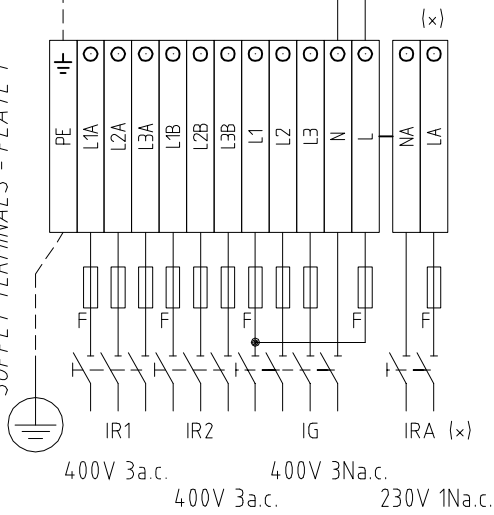 (x)
PE L1A L2A L3A L1B L2B L3B L1 L2 L3 N L NA LA
F F F F F
IR1 IR2 IG IRA (x)
400V 3a.c. 400V 3Na.c.
400V 3a.c. 230V 1Na.c.
SUPPLY TERMINALS - PLATE 1